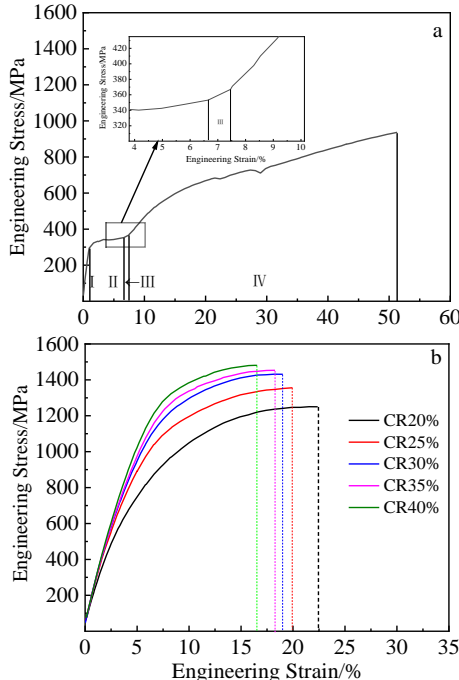 a
Engineering Stress/MPa
1600
1400
1200
1000
800
600
400
200
Engineering Stress/MPa
420
400
380
360
340
320
III
4 5 6 7 8 9 10
Engineering Strain/%
I II ←III IV
0 10 20 30 40 50 60
b
Engineering Stress/MPa
1600
1400
1200
1000
800
600
400
200
CR20%
CR25%
CR30%
CR35%
CR40%
0 5 10 15 20 25 30 35
Engineering Strain/%